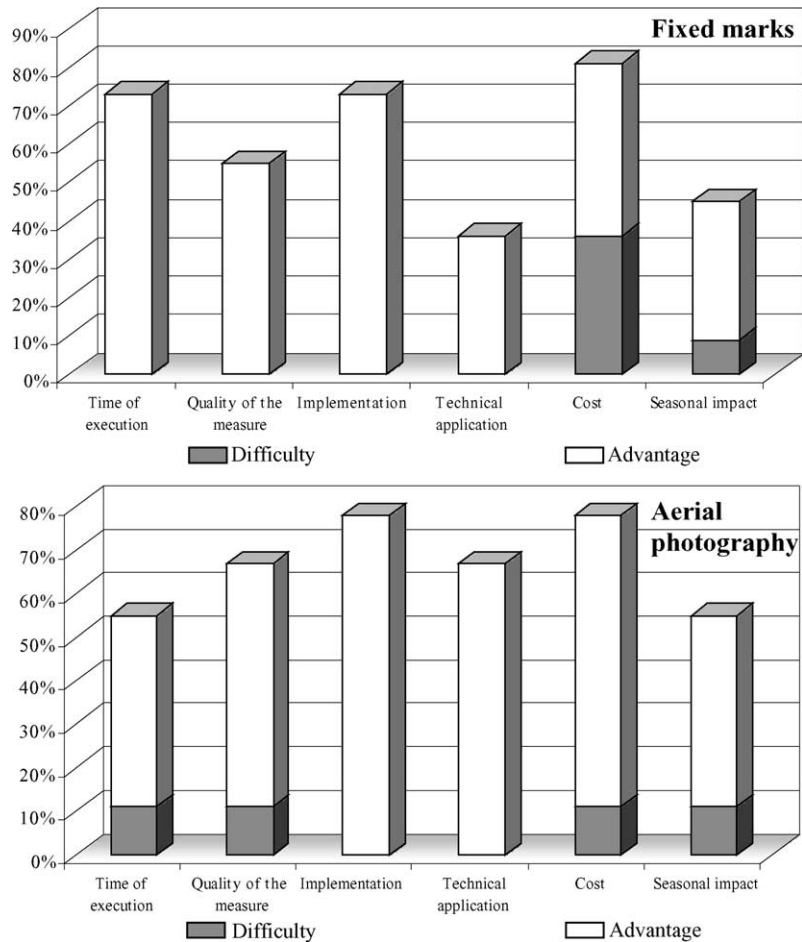 Fixed marks
90%
80%
70%
60%
50%
40%
30%
20%
10%
0%
Time of execution
Quality of the measure
Implementation
Technical application
Cost
Seasonal impact
Difficulty
Advantage
Aerial photography
80%
70%
60%
50%
40%
30%
20%
10%
0%
Time of execution
Quality of the measure
Implementation
Technical application
Cost
Seasonal impact
Difficulty
Advantage